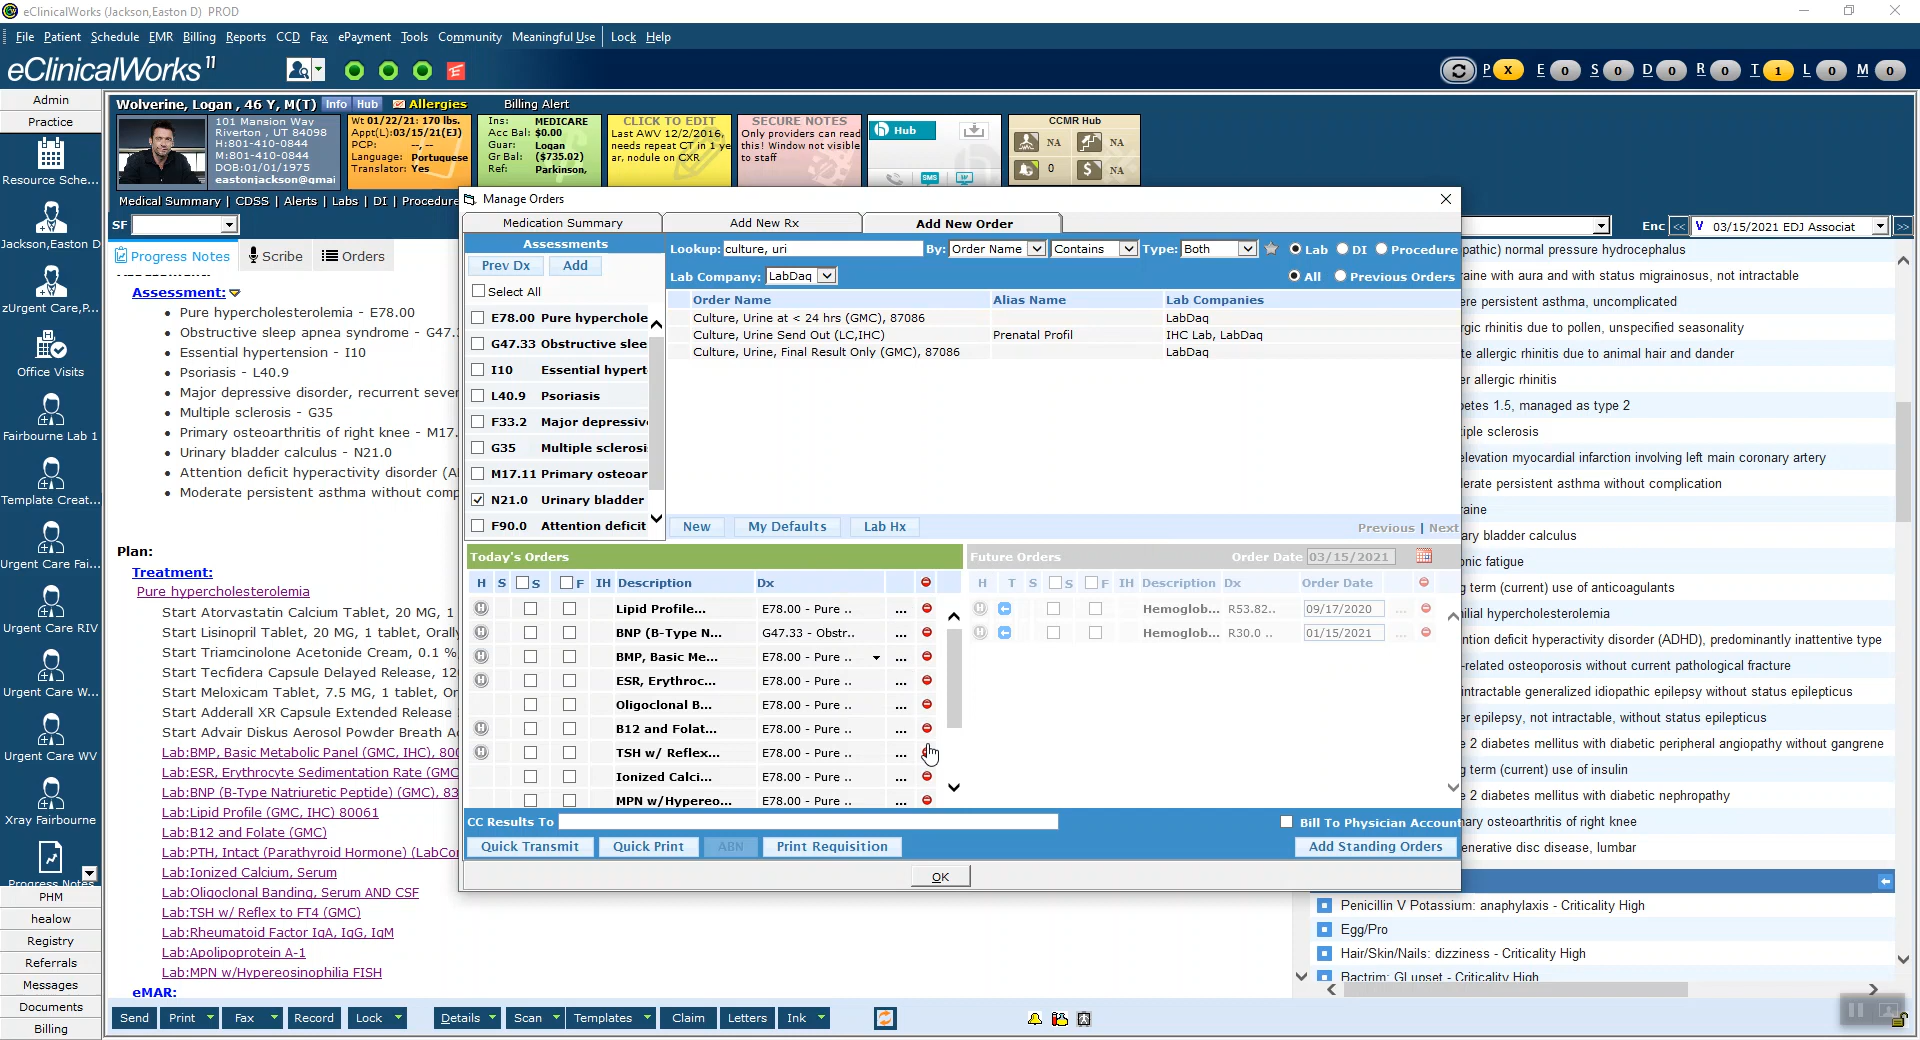 eClinicalWorks (Jackson,Easton D) PROD
File Patient Schedule EMR Billing Reports CCD Fax ePayment Tools Community Meaningful Use Lock Help
eClinicalWorks 11
P X E 0 S 0 D 0 R 0 T 1 L 0 M 0
Admin
Practice
Resource Sche...
Jackson,Easton D
zUrgent Care,P...
Office Visits
Fairbourne Lab 1
Template Creat...
Urgent Care Fai...
Urgent Care RIV
Urgent Care W...
Urgent Care WV
Xray Fairbourne
Progress Notes
PHM
healow
Registry
Referrals
Messages
Documents
Billing
Wolverine, Logan , 46 Y, M(T) Info Hub Allergies Billing Alert
101 Mansion Way
Riverton , UT 84098
H:801-410-0844
M:801-410-0844
DOB:01/01/1975
eastonjackson@gmai
Wt 01/22/21: 170 lbs.
Appt(L):03/15/21(EJ)
PCP: --, --
Language: Portuguese
Translator: Yes
Ins: MEDICARE
Acc Bal: $0.00
Guar: Logan
Gr Bal: ($735.02)
Ref: Parkinson,
CLICK TO EDIT
Last AWV 12/2/2016,
needs repeat CT in 1 ye
ar, nodule on CXR
SECURE NOTES
Only providers can read
this! Window not visible
to staff
Hub
SMS
CCMR Hub
NA NA
0 NA
Medical Summary | CDSS | Alerts | Labs | DI | Procedure
SF
Enc << V 03/15/2021 EDJ Associat >>
Progress Notes Scribe Orders
Assessment:
Pure hypercholesterolemia - E78.00
Obstructive sleep apnea syndrome - G47.
Essential hypertension - I10
Psoriasis - L40.9
Major depressive disorder, recurrent seve
Multiple sclerosis - G35
Primary osteoarthritis of right knee - M17.
Urinary bladder calculus - N21.0
Attention deficit hyperactivity disorder (A
Moderate persistent asthma without comp
Plan:
Treatment:
Pure hypercholesterolemia
Start Atorvastatin Calcium Tablet, 20 MG, 1
Start Lisinopril Tablet, 20 MG, 1 tablet, Orally
Start Triamcinolone Acetonide Cream, 0.1 %,
Start Tecfidera Capsule Delayed Release, 12
Start Meloxicam Tablet, 7.5 MG, 1 tablet, Or
Start Adderall XR Capsule Extended Release
Start Advair Diskus Aerosol Powder Breath A
Lab:BMP, Basic Metabolic Panel (GMC, IHC), 800
Lab:ESR, Erythrocyte Sedimentation Rate (GMC
Lab:BNP (B-Type Natriuretic Peptide) (GMC), 83
Lab:Lipid Profile (GMC, IHC) 80061
Lab:B12 and Folate (GMC)
Lab:PTH, Intact (Parathyroid Hormone) (LabCor
Lab:Ionized Calcium, Serum
Lab:Oligoclonal Banding, Serum AND CSF
Lab:TSH w/ Reflex to FT4 (GMC)
Lab:Rheumatoid Factor IgA, IgG, IgM
Lab:Apolipoprotein A-1
Lab:MPN w/Hypereosinophilia FISH
eMAR:
Manage Orders
Medication Summary Add New Rx Add New Order
Assessments
Prev Dx Add
Select All
E78.00 Pure hyperchole
G47.33 Obstructive slee
I10 Essential hypert
L40.9 Psoriasis
F33.2 Major depressiv
G35 Multiple sclerosi
M17.11 Primary osteoar
N21.0 Urinary bladder
F90.0 Attention deficit
Lookup: culture, uri By: Order Name Contains Type: Both Lab DI Procedure
Lab Company: LabDaq All Previous Orders
Order Name Alias Name Lab Companies
Culture, Urine at < 24 hrs (GMC), 87086 LabDaq
Culture, Urine Send Out (LC,IHC) Prenatal Profil IHC Lab, LabDaq
Culture, Urine, Final Result Only (GMC), 87086 LabDaq
New My Defaults Lab Hx Previous | Next
Today's Orders
H S S F IH Description Dx
H Lipid Profile... E78.00 - Pure .. ...
H BNP (B-Type N... G47.33 - Obstr.. ...
H BMP, Basic Me... E78.00 - Pure .. ...
H ESR, Erythroc... E78.00 - Pure .. ...
Oligoclonal B... E78.00 - Pure .. ...
H B12 and Folat... E78.00 - Pure .. ...
H TSH w/ Reflex... E78.00 - Pure .. ...
Ionized Calci... E78.00 - Pure .. ...
MPN w/Hypereo... E78.00 - Pure .. ...
Future Orders Order Date 03/15/2021
H T S S F IH Description Dx Order Date
H Hemoglob... R53.82.. 09/17/2020 ...
H Hemoglob... R30.0 .. 01/15/2021 ...
CC Results To Bill To Physician Account
Quick Transmit Quick Print ABN Print Requisition Add Standing Orders
OK
pathic) normal pressure hydrocephalus
raine with aura and with status migrainosus, not intractable
ere persistent asthma, uncomplicated
rgic rhinitis due to pollen, unspecified seasonality
te allergic rhinitis due to animal hair and dander
er allergic rhinitis
betes 1.5, managed as type 2
iple sclerosis
elevation myocardial infarction involving left main coronary artery
lerate persistent asthma without complication
raine
ary bladder calculus
onic fatigue
g term (current) use of anticoagulants
ilial hypercholesterolemia
ntion deficit hyperactivity disorder (ADHD), predominantly inattentive type
-related osteoporosis without current pathological fracture
intractable generalized idiopathic epilepsy without status epilepticus
er epilepsy, not intractable, without status epilepticus
e 2 diabetes mellitus with diabetic peripheral angiopathy without gangrene
g term (current) use of insulin
e 2 diabetes mellitus with diabetic nephropathy
ary osteoarthritis of right knee
enerative disc disease, lumbar
Penicillin V Potassium: anaphylaxis - Criticality High
Egg/Pro
Hair/Skin/Nails: dizziness - Criticality High
Bactrim: GI upset - Criticality High
Send Print Fax Record Lock Details Scan Templates Claim Letters Ink